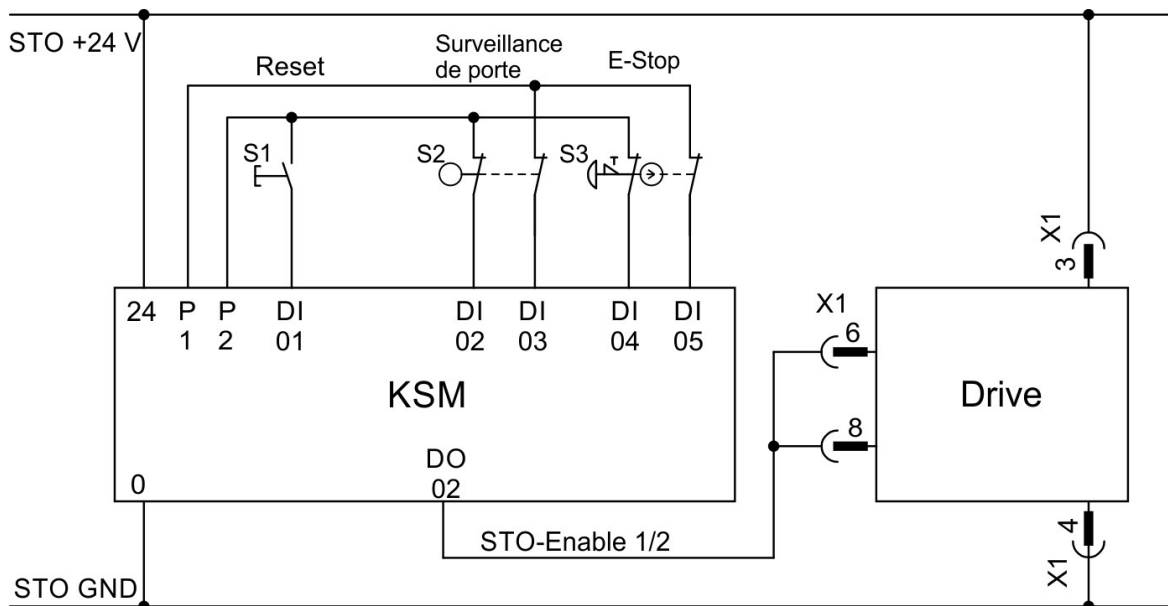 STO +24 V
Reset
Surveillance
de porte
E-Stop
S1
S2
S3
X1
3
24 P P DI DI DI DI DI
1 2 01 02 03 04 05
X1
6
KSM
Drive
8
DO
02
0
4
X1
STO-Enable 1/2
STO GND